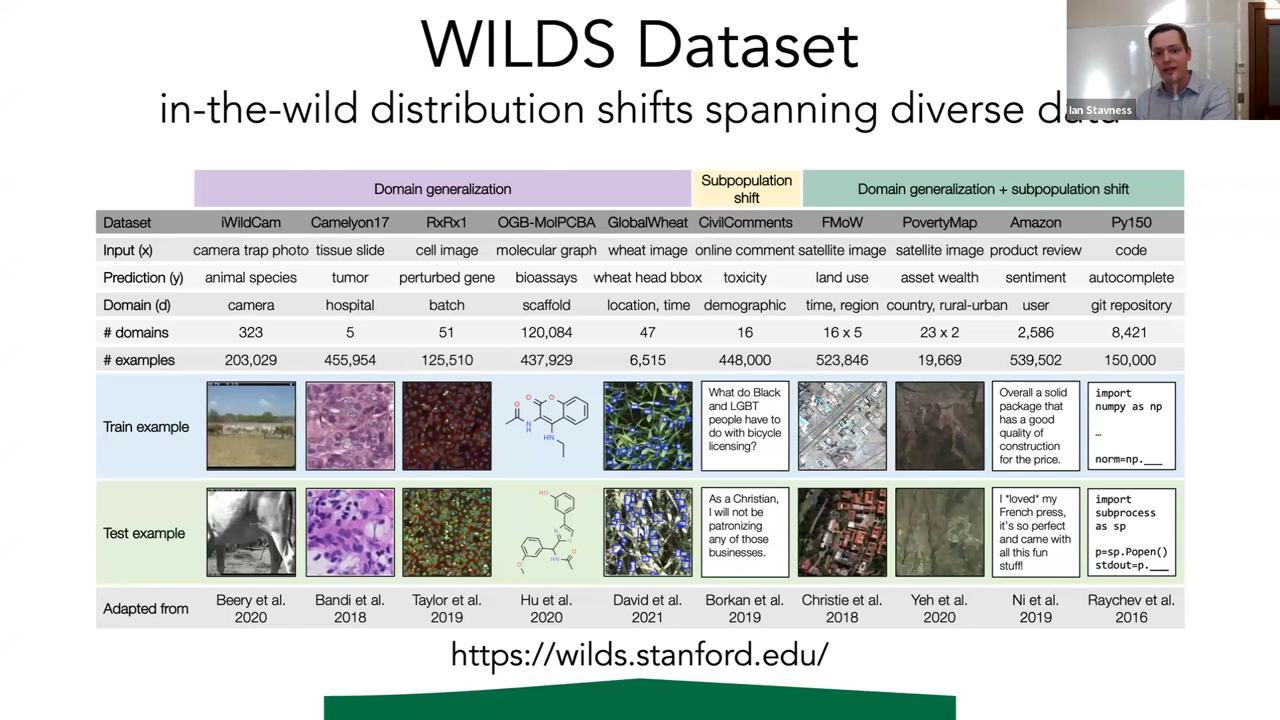 WILDS Dataset
in-the-wild distribution shifts spanning diverse data
Ian Stavness
Domain generalization
Subpopulation shift
Domain generalization + subpopulation shift
Dataset iWildCam Camelyon17 RxRx1 OGB-MolPCBA GlobalWheat CivilComments FMoW PovertyMap Amazon Py150
Input (x) camera trap photo tissue slide cell image molecular graph wheat image online comment satellite image satellite image product review code
Prediction (y) animal species tumor perturbed gene bioassays wheat head bbox toxicity land use asset wealth sentiment autocomplete
Domain (d) camera hospital batch scaffold location, time demographic time, region country, rural-urban user git repository
# domains 323 5 51 120,084 47 16 16 x 5 23 x 2 2,586 8,421
# examples 203,029 455,954 125,510 437,929 6,515 448,000 523,846 19,669 539,502 150,000
Train example
What do Black
and LGBT
people have to
do with bicycle
licensing?
Overall a solid
package that
has a good
quality of
construction
for the price.
import
numpy as np
…
norm=np.___
Test example
As a Christian,
I will not be
patronizing
any of those
businesses.
I *loved* my
French press,
it's so perfect
and came with
all this fun
stuff!
import
subprocess
as sp
p=sp.Popen()
stdout=p.___
Adapted from Beery et al. 2020 Bandi et al. 2018 Taylor et al. 2019 Hu et al. 2020 David et al. 2021 Borkan et al. 2019 Christie et al. 2018 Yeh et al. 2020 Ni et al. 2019 Raychev et al. 2016
https://wilds.stanford.edu/